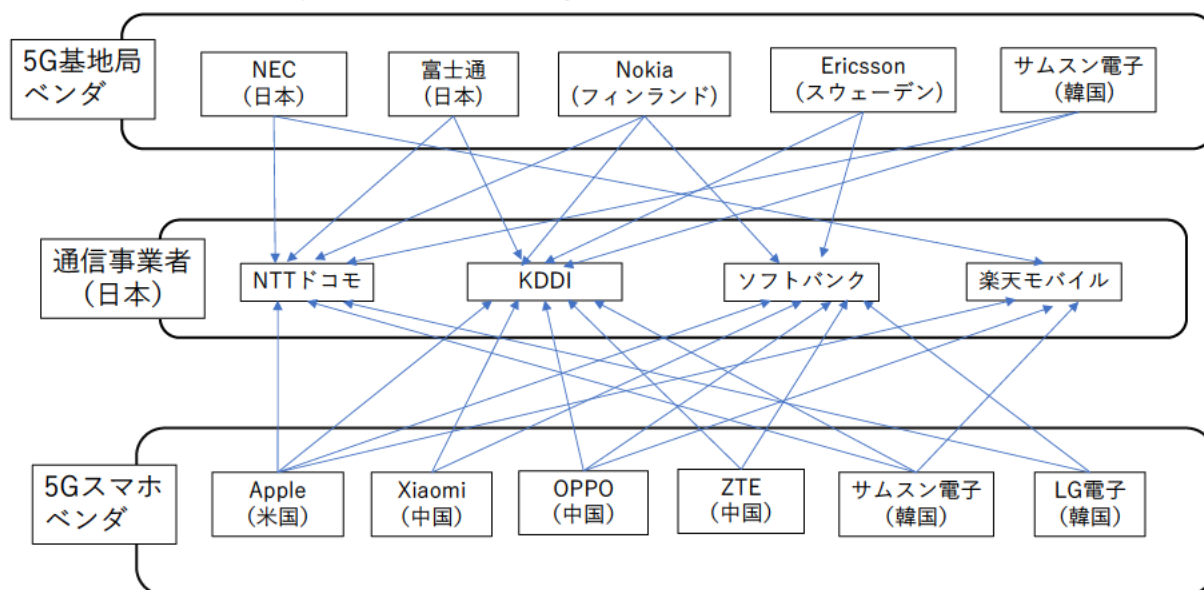 5G基地局
ベンダ
NEC
(日本)
富士通
(日本)
Nokia
(フィンランド)
Ericsson
(スウェーデン)
サムスン電子
(韓国)
通信事業者
(日本)
NTTドコモ
KDDI
ソフトバンク
楽天モバイル
5Gスマホ
ベンダ
Apple
(米国)
Xiaomi
(中国)
OPPO
(中国)
ZTE
(中国)
サムスン電子
(韓国)
LG電子
(韓国)